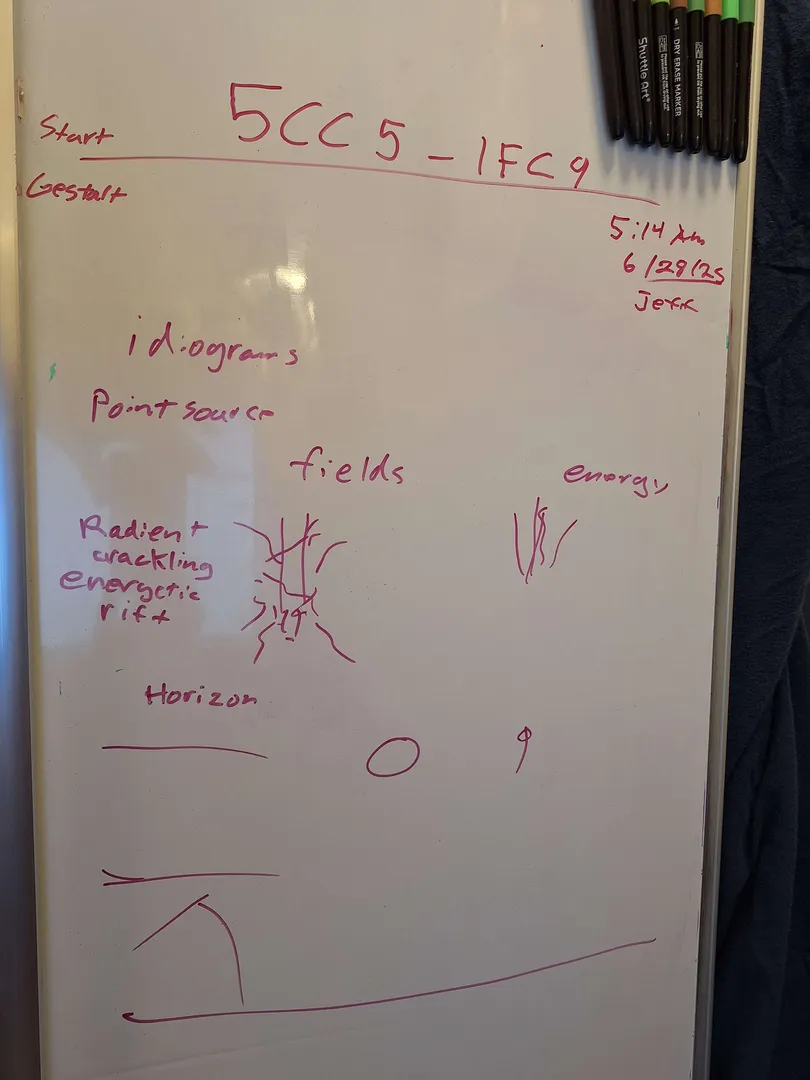 Start
5CC5-1FC9
Gestalt
5:14 Am
6/29/25
Jeff
idiograms
Point source
fields
energy
Radient
crackling
energetic
rift
Horizon
Shuttle Art
DRY ERASE MARKER